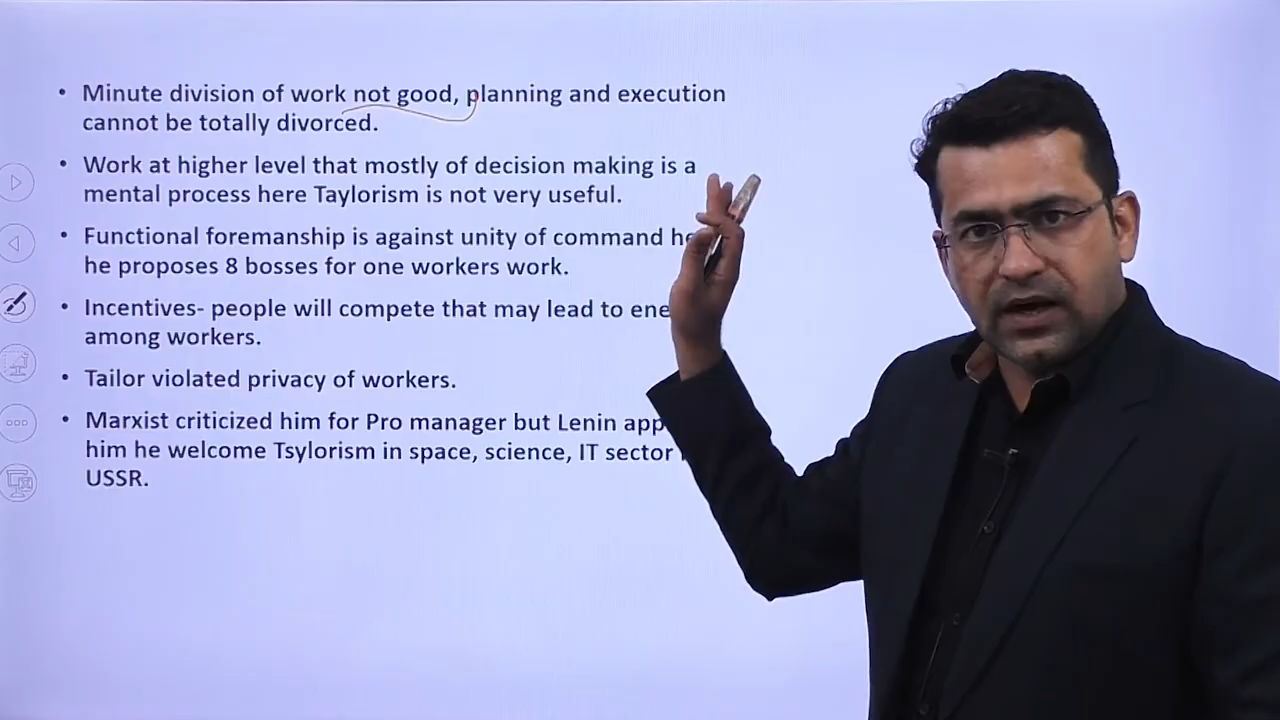 • Minute division of work not good, planning and execution
cannot be totally divorced.
• Work at higher level that mostly of decision making is a
mental process here Taylorism is not very useful.
• Functional foremanship is against unity of command
he proposes 8 bosses for one workers work.
• Incentives- people will compete that may lead to
among workers.
• Tailor violated privacy of workers.
• Marxist criticized him for Pro manager but Lenin
him he welcome Tsylorism in space, science, IT sector
USSR.